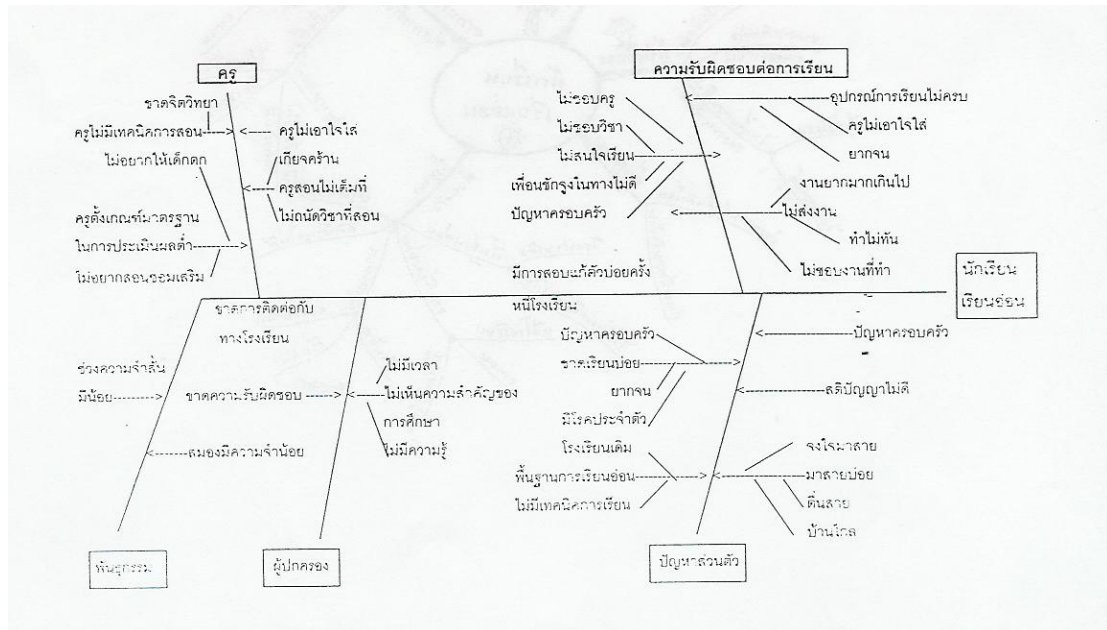 ครู
ขาดจิตวิทยา
ครูไม่มีเทคนิคการสอน
ครูไม่เอาใจใส่
ไม่อยากให้เด็กตก
เกียจคร้าน
ครูสอนไม่เต็มที่
ไม่ถนัดวิชาที่สอน
ครูตั้งเกณฑ์มาตรฐาน
ในการประเมินผลต่ำ
ไม่อยากสอนซ่อมเสริม
ความรับผิดชอบต่อการเรียน
ไม่ชอบครู
ไม่ชอบวิชา
ไม่สนใจเรียน
เพื่อนชักจูงในทางไม่ดี
ปัญหาครอบครัว
อุปกรณ์การเรียนไม่ครบ
ครูไม่เอาใจใส่
ยากจน
งานยากมากเกินไป
ไม่ส่งงาน
ทำไม่ทัน
ไม่ชอบงานที่ทำ
มีการสอบแก้ตัวบ่อยครั้ง
หนีโรงเรียน
นักเรียน
เรียนอ่อน
ขาดการติดต่อกับ
ทางโรงเรียน
ช่วงความจำสั้น
มีน้อย
สมองมีความจำน้อย
พันธุกรรม
ขาดความรับผิดชอบ
ไม่มีเวลา
ไม่เห็นความสำคัญของ
การศึกษา
ไม่มีความรู้
ผู้ปกครอง
ปัญหาครอบครัว
ขาดเรียนบ่อย
ยากจน
มีโรคประจำตัว
โรงเรียนเดิม
พื้นฐานการเรียนอ่อน
ไม่มีเทคนิคการเรียน
ปัญหาครอบครัว
สติปัญญาไม่ดี
จงใจมาสาย
มาสายบ่อย
ตื่นสาย
บ้านไกล
ปัญหาส่วนตัว